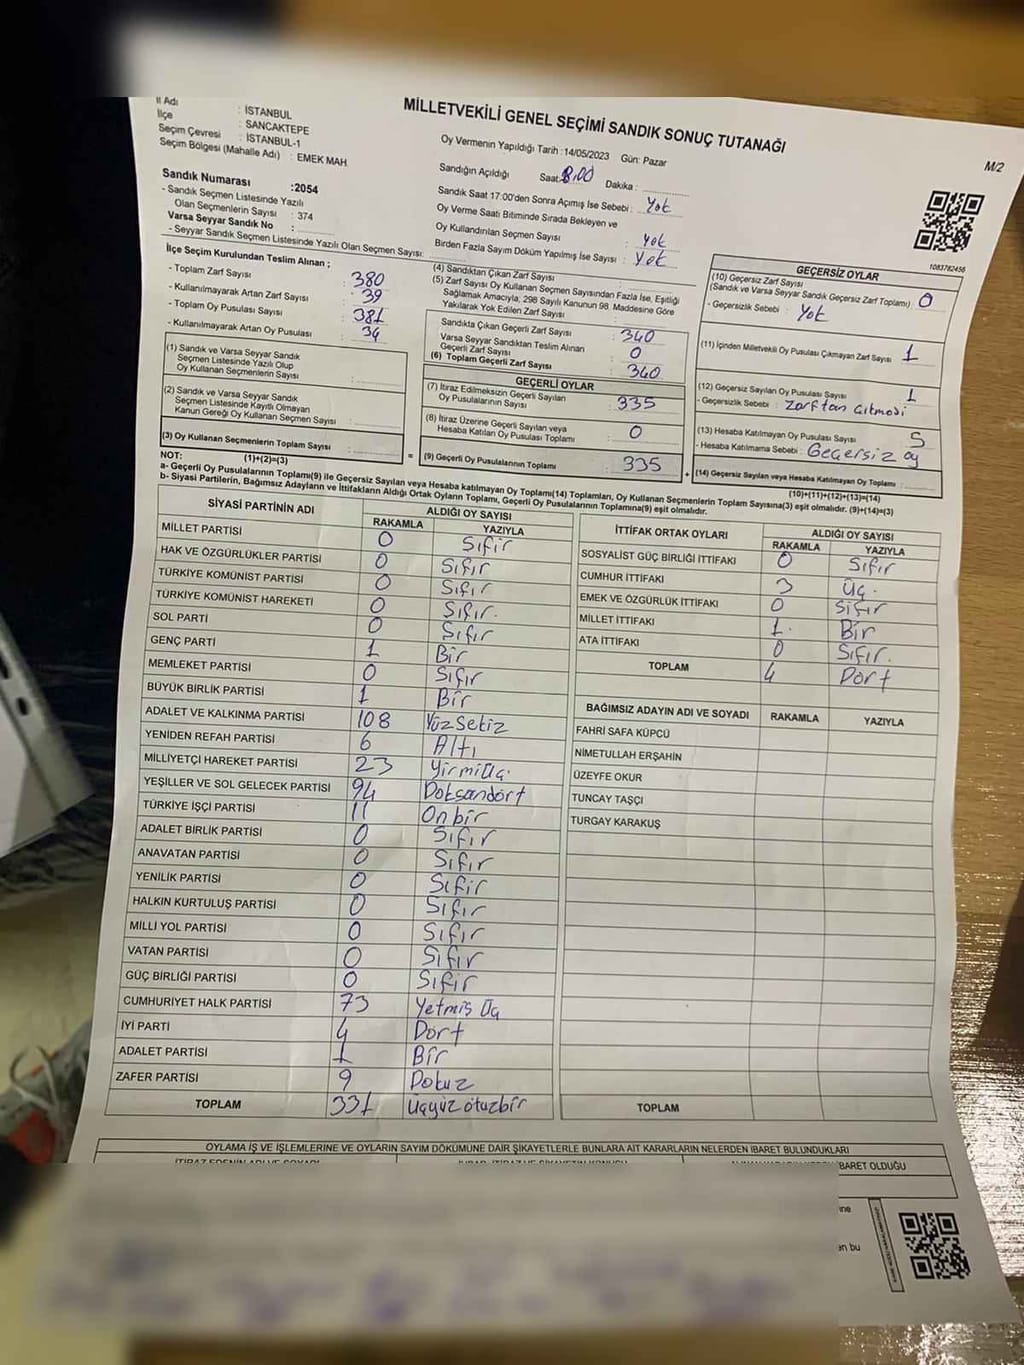 MİLLETVEKİLİ GENEL SEÇİMİ SANDIK SONUÇ TUTANAĞI
M/2
İl Adı : İSTANBUL
İlçe : SANCAKTEPE
Seçim Çevresi : İSTANBUL-1
Seçim Bölgesi (Mahalle Adı) : EMEK MAH
Sandık Numarası :2054
- Sandık Seçmen Listesinde Yazılı
Olan Seçmenlerin Sayısı : 374
Varsa Seyyar Sandık No :
- Seyyar Sandık Seçmen Listesinde Yazılı Olan Seçmen Sayısı:
Oy Vermenin Yapıldığı Tarih :14/05/2023 Gün: Pazar
Sandığın Açıldığı Saat: 8.00 Dakika :
Sandık Saat 17:00'den Sonra Açımış İse Sebebi : Yok
Oy Verme Saati Bitiminde Sırada Bekleyen ve
Oy Kullandırılan Seçmen Sayısı : Yok
Birden Fazla Sayım Döküm Yapılmış İse Sayısı : Yok
1083782456
İlçe Seçim Kurulundan Teslim Alınan ;
- Toplam Zarf Sayısı : 380
- Kullanılmayarak Artan Zarf Sayısı : 39
- Toplam Oy Pusulası Sayısı : 381
- Kullanılmayarak Artan Oy Pusulası : 34
(1) Sandık ve Varsa Seyyar Sandık
Seçmen Listesinde Yazılı Olup
Oy Kullanan Seçmenlerin Sayısı :
(2) Sandık ve Varsa Seyyar Sandık
Seçmen Listesinde Kayıtlı Olmayan
Kanun Gereği Oy Kullanan Seçmen Sayısı :
(3) Oy Kullanan Seçmenlerin Toplam Sayısı :
(1)+(2)=(3)
(4) Sandıktan Çıkan Zarf Sayısı
(5) Zarf Sayısı Oy Kullanan Seçmen Sayısından Fazla İse, Eşitliği
Sağlamak Amacıyla, 298 Sayılı Kanunun 98. Maddesine Göre
Yakılarak Yok Edilen Zarf Sayısı :
Sandıkta Çıkan Geçerli Zarf Sayısı : 340
Varsa Seyyar Sandıktan Teslim Alınan
Geçerli Zarf Sayısı : 0
(6) Toplam Geçerli Zarf Sayısı : 340
GEÇERLİ OYLAR
(7) İtiraz Edilmeksizin Geçerli Sayılan
Oy Pusulalarının Sayısı : 335
(8) İtiraz Üzerine Geçerli Sayılan veya
Hesaba Katılan Oy Pusulası Toplamı : 0
(9) Geçerli Oy Pusulalarının Toplamı : 335
GEÇERSİZ OYLAR
(10) Geçersiz Zarf Sayısı
(Sandık ve Varsa Seyyar Sandık Geçersiz Zarf Toplamı) : 0
- Geçersizlik Sebebi : Yok
(11) İçinden Milletvekili Oy Pusulası Çıkmayan Zarf Sayısı : 1
(12) Geçersiz Sayılan Oy Pusulası Sayısı : 1
- Geçersizlik Sebebi : Zarftan Çıkmadi
(13) Hesaba Katılmayan Oy Pusulası Sayısı : 5
- Hesaba Katılmama Sebebi : Geçersiz oy
(14) Geçersiz Sayılan veya Hesaba Katılmayan Oy Toplamı :
(10)+(11)+(12)+(13)=(14)
NOT:
a- Geçerli Oy Pusulalarının Toplamı(9) ile Geçersiz Sayılan veya Hesaba Katılmayan Oy Toplamı(14) Toplamları, Oy Kullanan Seçmenlerin Toplam Sayısına(3) eşit olmalıdır. (9)+(14)=(3)
b- Siyasi Partilerin, Bağımsız Adayların ve İttifakların Aldığı Ortak Oyların Toplamı, Geçerli Oy Pusulalarının Toplamına(9) eşit olmalıdır.
SİYASİ PARTİNİN ADI ALDIĞI OY SAYISI
RAKAMLA YAZIYLA
MİLLET PARTİSİ 0 Sıfır
HAK VE ÖZGÜRLÜKLER PARTİSİ 0 Sıfır
TÜRKİYE KOMÜNİST PARTİSİ 0 Sıfır
TÜRKİYE KOMÜNİST HAREKETİ 0 Sıfır.
SOL PARTİ 0 Sıfır
GENÇ PARTİ 1 Bir
MEMLEKET PARTİSİ 0 Sıfır
BÜYÜK BİRLİK PARTİSİ 1 Bir
ADALET VE KALKINMA PARTİSİ 108 Yüz Sekiz
YENİDEN REFAH PARTİSİ 6 Altı
MİLLİYETÇİ HAREKET PARTİSİ 23 Yirmi Üç.
YEŞİLLER VE SOL GELECEK PARTİSİ 94 Doksandört
TÜRKİYE İŞÇİ PARTİSİ 11 Onbir
ADALET BİRLİK PARTİSİ 0 Sıfır
ANAVATAN PARTİSİ 0 Sıfır
YENİLİK PARTİSİ 0 Sıfır
HALKIN KURTULUŞ PARTİSİ 0 Sıfır
MİLLİ YOL PARTİSİ 0 Sıfır
VATAN PARTİSİ 0 Sıfır
GÜÇ BİRLİĞİ PARTİSİ 0 Sıfır
CUMHURİYET HALK PARTİSİ 73 Yetmiş Üç
İYİ PARTİ 4 Dört
ADALET PARTİSİ 1 Bir
ZAFER PARTİSİ 9 Dokuz
TOPLAM 331 Üçyüz otuzbir
İTTİFAK ORTAK OYLARI ALDIĞI OY SAYISI
RAKAMLA YAZIYLA
SOSYALİST GÜÇ BİRLİĞİ İTTİFAKI 0 Sıfır
CUMHUR İTTİFAKI 3 Üç.
EMEK VE ÖZGÜRLÜK İTTİFAKI 0 Sıfır
MİLLET İTTİFAKI 1. Bir
ATA İTTİFAKI 0 Sıfır.
TOPLAM 4 Dört
BAĞIMSIZ ADAYIN ADI VE SOYADI RAKAMLA YAZIYLA
FAHRİ SAFA KÜPCÜ
NİMETULLAH ERŞAHİN
ÜZEYFE OKUR
TUNCAY TAŞÇI
TURGAY KARAKUŞ
TOPLAM
OYLAMA İŞ VE İŞLEMLERİNE VE OYLARIN SAYIM DÖKÜMÜNE DAİR ŞİKAYETLERLE BUNLARA AİT KARARLARIN NELERDEN İBARET BULUNDUKLARI
BARET OLDUĞU
ine
en bu